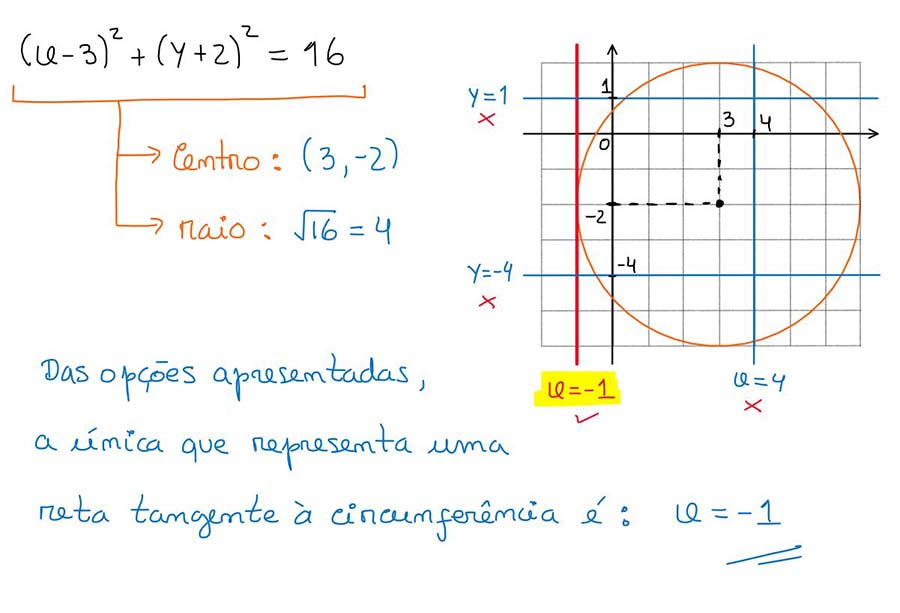 (x-3)² + (y+2)² = 16
Centro: (3,-2)
raio: √16 = 4
y=1
1
3
4
0
-2
y=-4
-4
x=-1
x=4
Das opções apresentadas,
a única que representa uma
reta tangente à circunferência é: x = -1